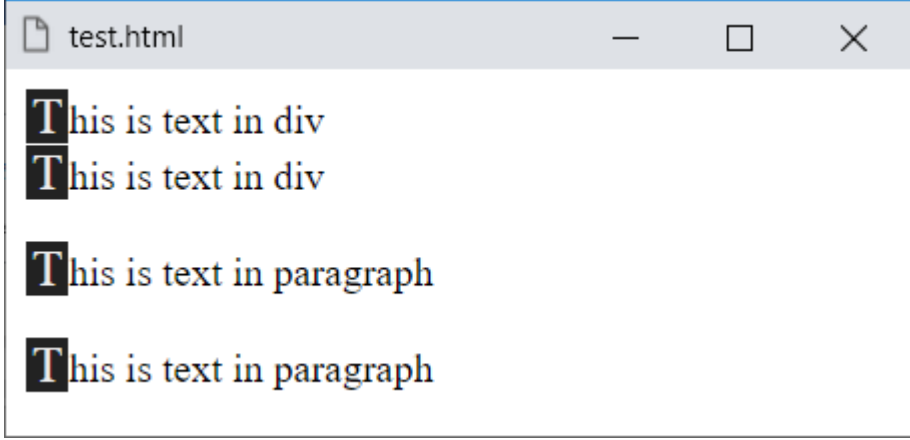 test.html
This is text in div
This is text in div
This is text in paragraph
This is text in paragraph